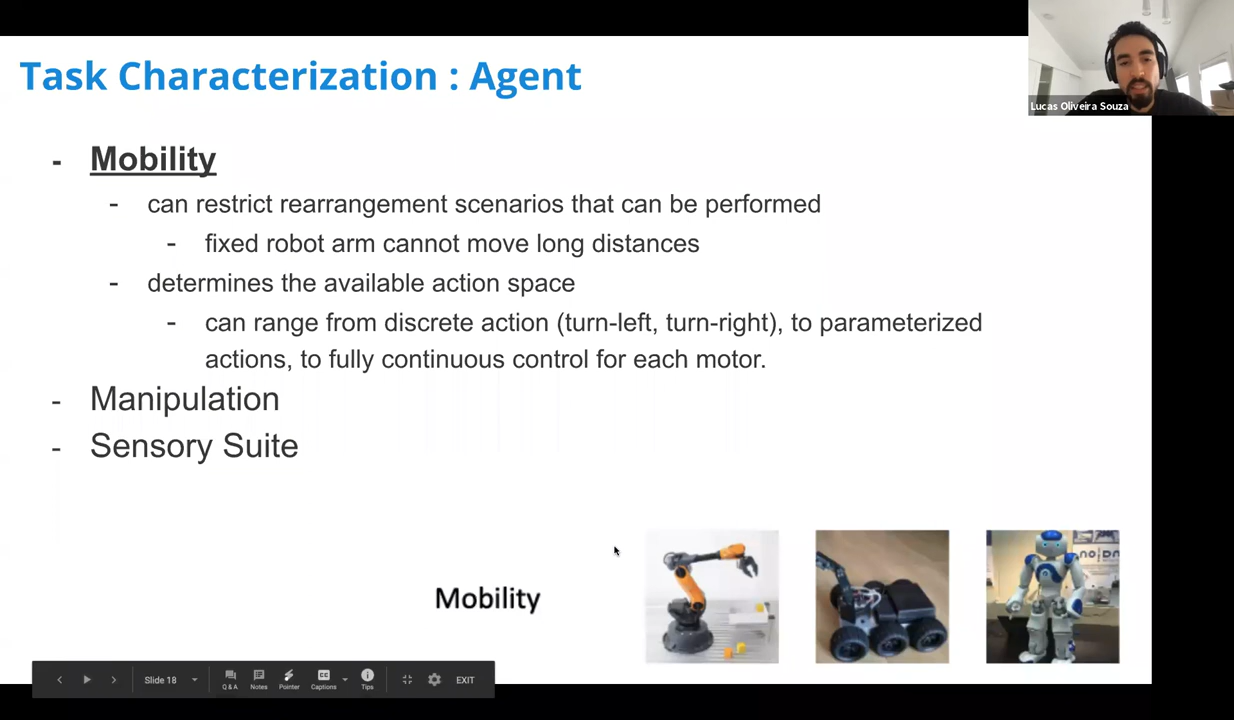 Task Characterization : Agent
Lucas Oliveira Souza
- Mobility
- can restrict rearrangement scenarios that can be performed
- fixed robot arm cannot move long distances
- determines the available action space
- can range from discrete action (turn-left, turn-right), to parameterized
actions, to fully continuous control for each motor.
- Manipulation
- Sensory Suite
Mobility
Slide 18
Q & A
Notes
Pointer
Captions
Tips
EXIT